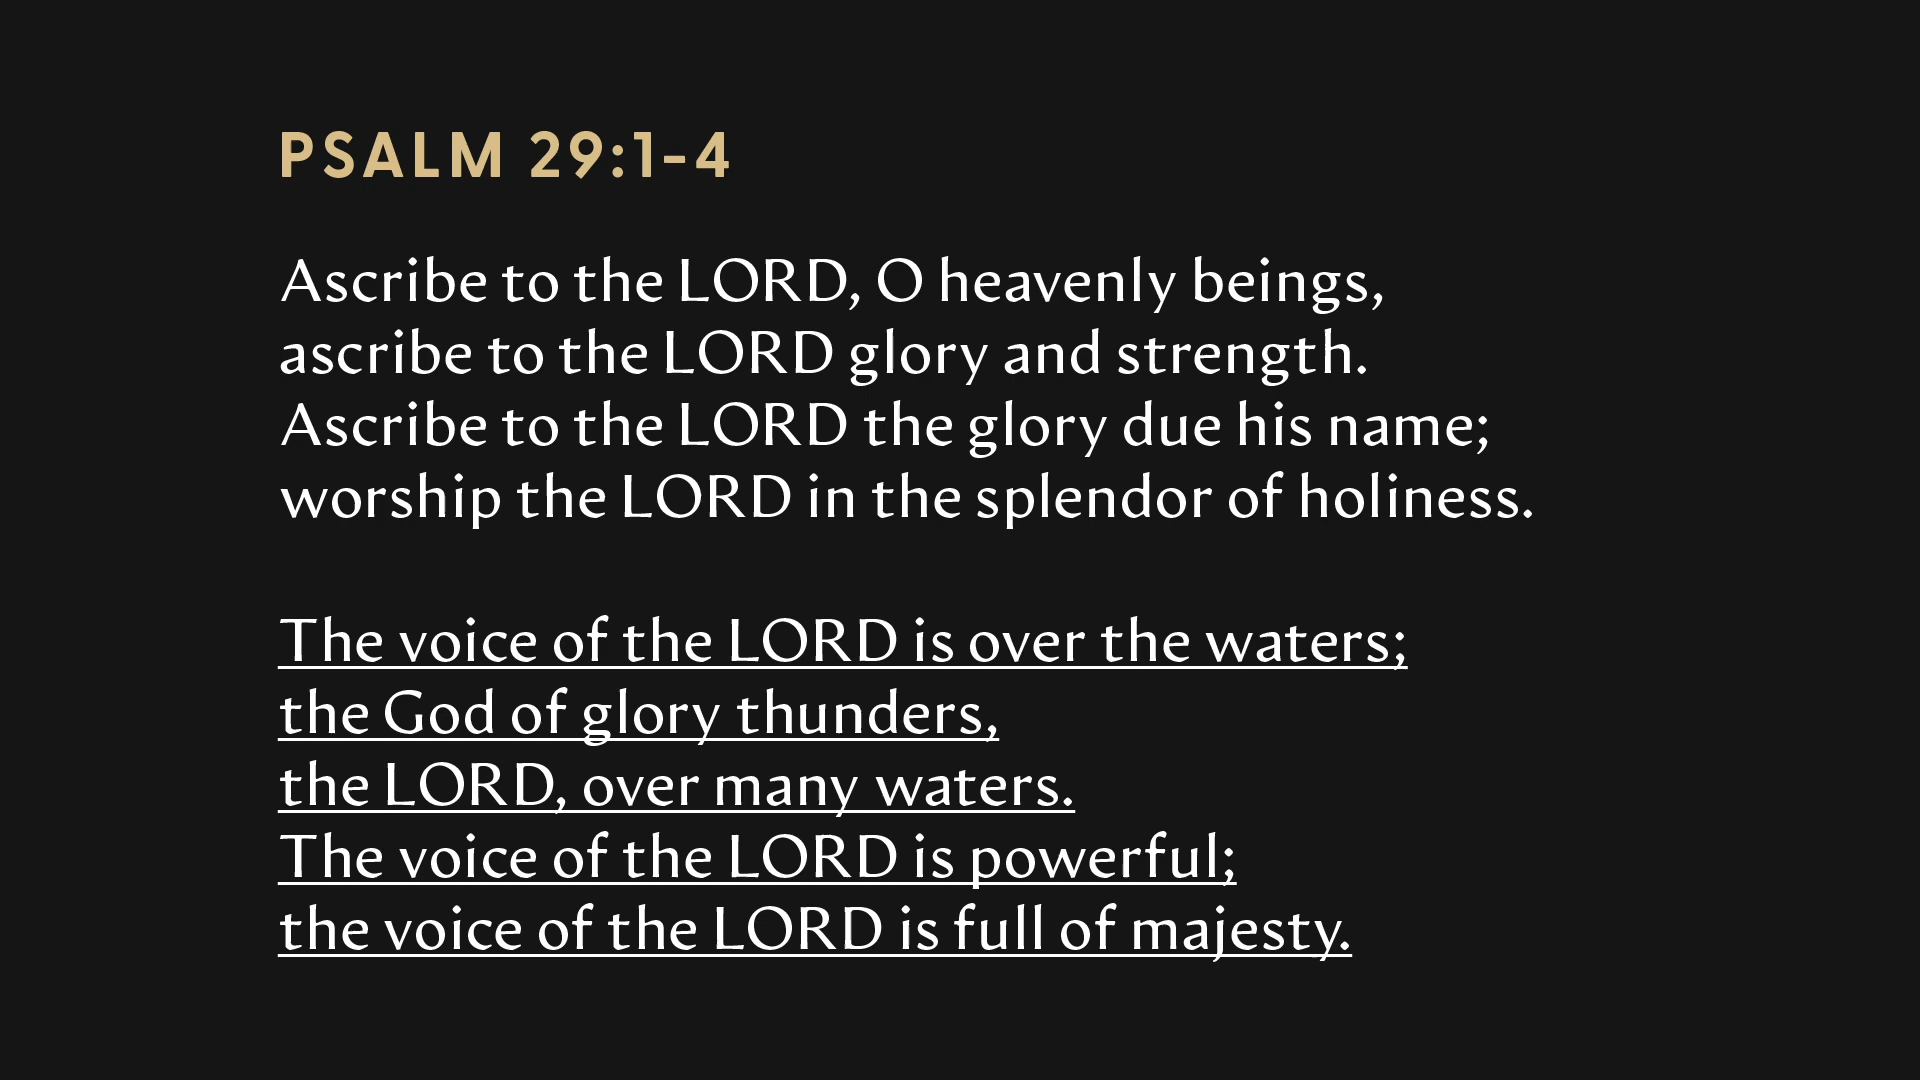 PSALM 29:1-4
Ascribe to the LORD, O heavenly beings,
ascribe to the LORD glory and strength.
Ascribe to the LORD the glory due his name;
worship the LORD in the splendor of holiness.
The voice of the LORD is over the waters;
the God of glory thunders,
the LORD, over many waters.
The voice of the LORD is powerful;
the voice of the LORD is full of majesty.